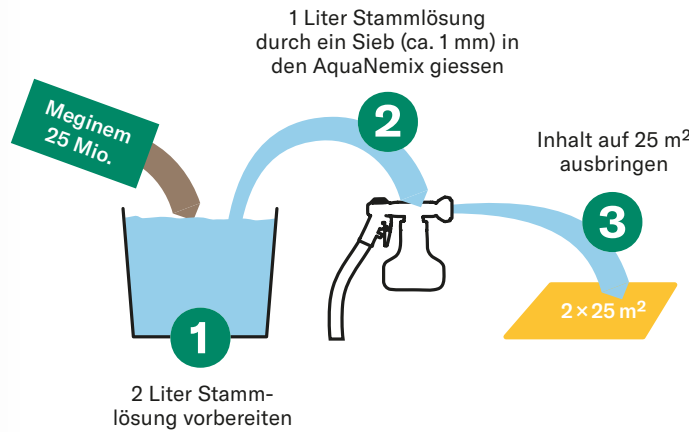 1 Liter Stammlösung
durch ein Sieb (ca. 1 mm) in
den AquaNemix giessen
Meginem
25 Mio.
2
Inhalt auf 25 m²
ausbringen
3
2 × 25 m²
1
2 Liter Stamm-
lösung vorbereiten